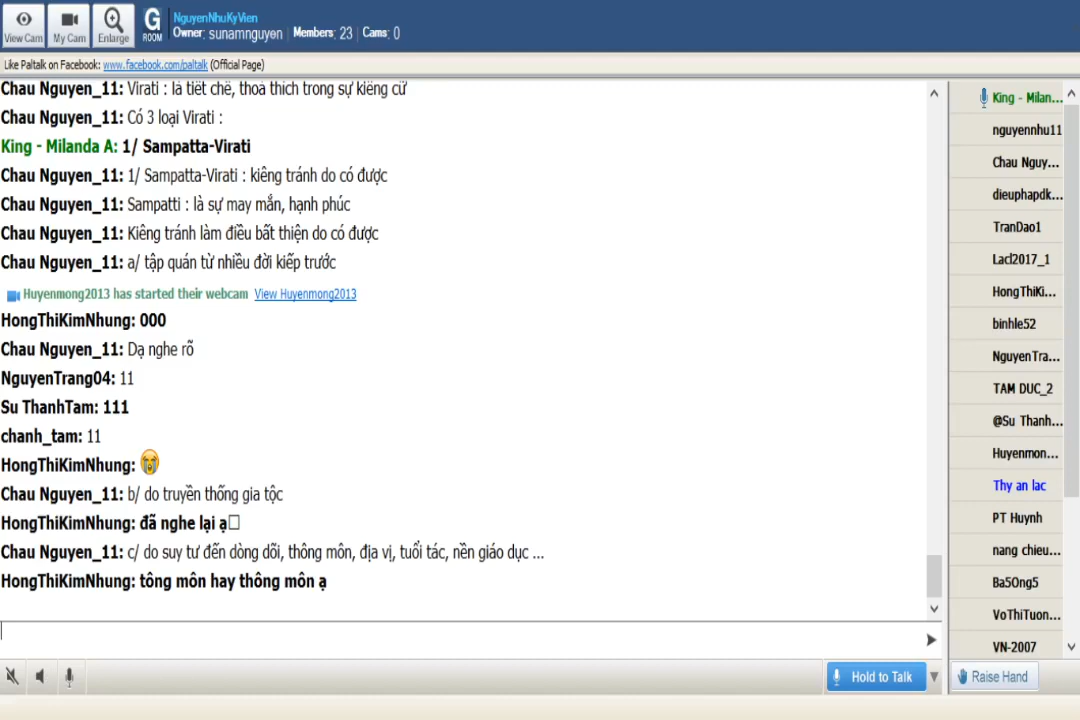 View Cam
My Cam
Enlarge
G
ROOM
NguyenNhuKyVien
Owner: sunamnguyen Members: 23 Cams: 0
Like Paltalk on Facebook: www.facebook.com/paltalk (Official Page)
Chau Nguyen_11: Virati : là tiết chế, thoả thích trong sự kiêng cữ
Chau Nguyen_11: Có 3 loại Virati :
King - Milanda A: 1/ Sampatta-Virati
Chau Nguyen_11: 1/ Sampatta-Virati : kiêng tránh do có được
Chau Nguyen_11: Sampatti : là sự may mắn, hạnh phúc
Chau Nguyen_11: Kiêng tránh làm điều bất thiện do có được
Chau Nguyen_11: a/ tập quán từ nhiều đời kiếp trước
Huyenmong2013 has started their webcam View Huyenmong2013
HongThiKimNhung: 000
Chau Nguyen_11: Dạ nghe rõ
NguyenTrang04: 11
Su ThanhTam: 111
chanh_tam: 11
HongThiKimNhung:
Chau Nguyen_11: b/ do truyền thống gia tộc
HongThiKimNhung: đã nghe lại ạ
Chau Nguyen_11: c/ do suy tư đến dòng dõi, thông môn, địa vị, tuổi tác, nền giáo dục ...
HongThiKimNhung: tông môn hay thông môn ạ
King - Milan...
nguyennhu11
Chau Nguy...
dieuphapdk...
TranDao1
Lacl2017_1
HongThiKi...
binhle52
NguyenTra...
TAM DUC_2
@Su Thanh...
Huyenmon...
Thy an lac
PT Huynh
nang chieu...
Ba5Ong5
VoThiTuon...
VN-2007
Hold to Talk
Raise Hand